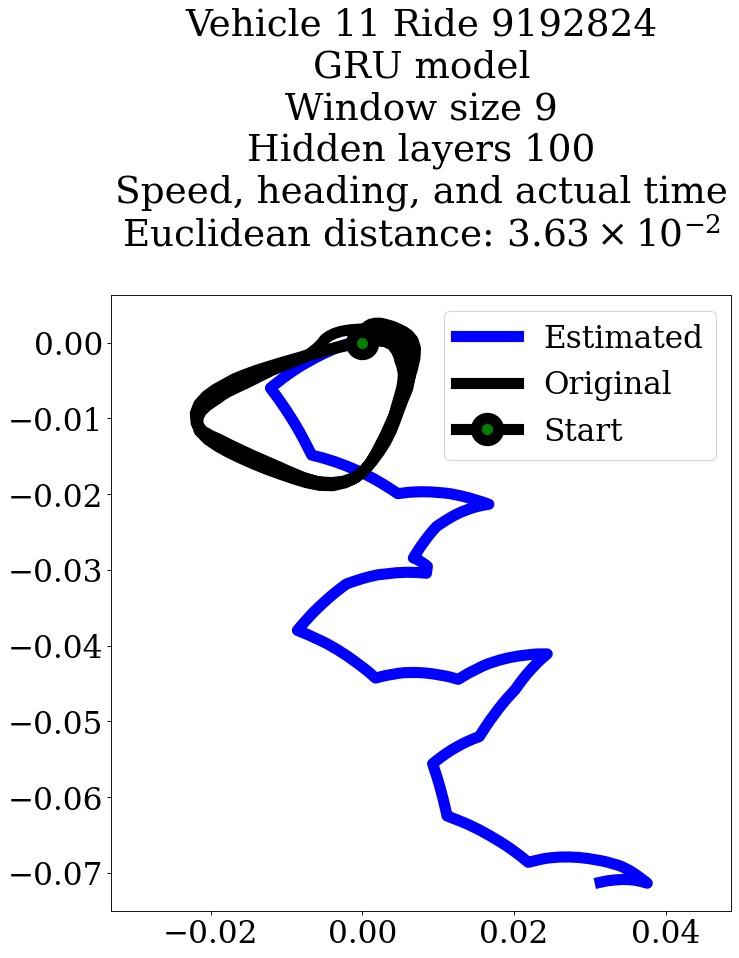 Vehicle 11 Ride 9192824
GRU model
Window size 9
Hidden layers 100
Speed, heading, and actual time
Euclidean distance: 3.63 × 10⁻²
Estimated
Original
Start
0.00
−0.01
−0.02
−0.03
−0.04
−0.05
−0.06
−0.07
−0.02 0.00 0.02 0.04